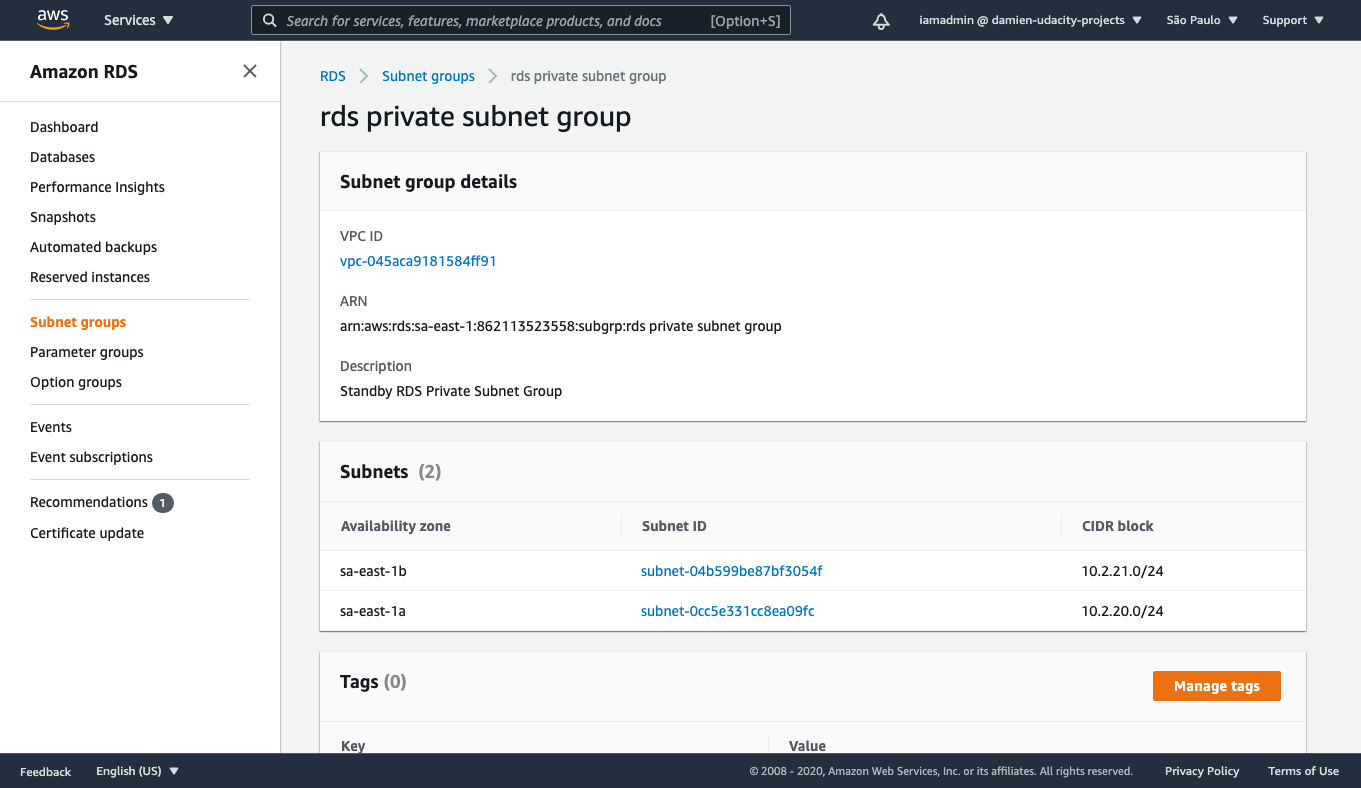 aws Services Search for services, features, marketplace products, and docs [Option+S] iamadmin @ damien-udacity-projects São Paulo Support
Amazon RDS
Dashboard
Databases
Performance Insights
Snapshots
Automated backups
Reserved instances
Subnet groups
Parameter groups
Option groups
Events
Event subscriptions
Recommendations 1
Certificate update
RDS Subnet groups rds private subnet group
rds private subnet group
Subnet group details
VPC ID
vpc-045aca9181584ff91
ARN
arn:aws:rds:sa-east-1:862113523558:subgrp:rds private subnet group
Description
Standby RDS Private Subnet Group
Subnets (2)
Availability zone Subnet ID CIDR block
sa-east-1b subnet-04b599be87bf3054f 10.2.21.0/24
sa-east-1a subnet-0cc5e331cc8ea09fc 10.2.20.0/24
Tags (0) Manage tags
Key Value
Feedback English (US) © 2008 - 2020, Amazon Web Services, Inc. or its affiliates. All rights reserved. Privacy Policy Terms of Use